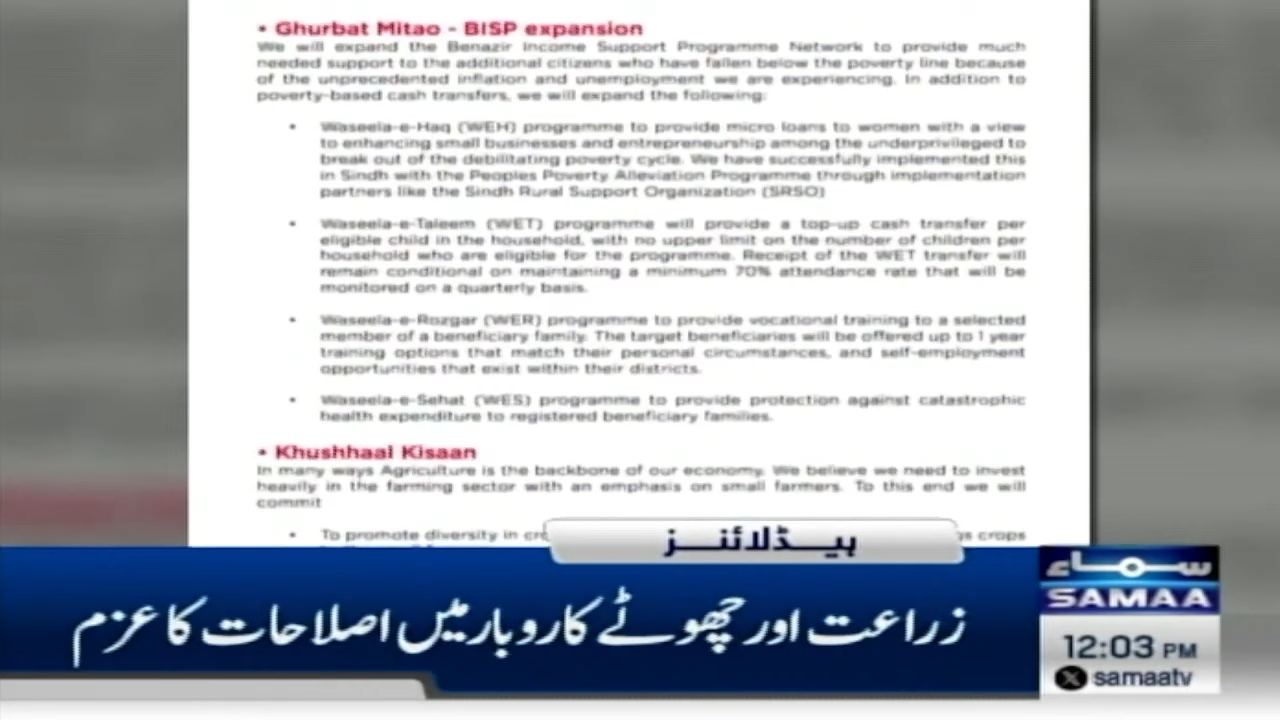 • Ghurbat Mitao - BISP expansion
We will expand the Benazir Income Support Programme Network to provide much
needed support to the additional citizens who have fallen below the poverty line because
of the unprecedented inflation and unemployment we are experiencing. In addition to
poverty-based cash transfers, we will expand the following:
• Waseela-e-Haq (WEH) programme to provide micro loans to women with a view
to enhancing small businesses and entrepreneurship among the underprivileged to
break out of the debilitating poverty cycle. We have successfully implemented this
in Sindh with the Peoples Poverty Alleviation Programme through implementation
partners like the Sindh Rural Support Organization (SRSO)
• Waseela-e-Taleem (WET) programme will provide a top-up cash transfer per
eligible child in the household, with no upper limit on the number of children per
household who are eligible for the programme. Receipt of the WET transfer will
remain conditional on maintaining a minimum 70% attendance rate that will be
monitored on a quarterly basis.
• Waseela-e-Rozgar (WER) programme to provide vocational training to a selected
member of a beneficiary family. The target beneficiaries will be offered up to 1 year
training options that match their personal circumstances, and self-employment
opportunities that exist within their districts.
• Waseela-e-Sehat (WES) programme to provide protection against catastrophic
health expenditure to registered beneficiary families.
• Khushhaal Kisaan
In many ways Agriculture is the backbone of our economy. We believe we need to invest
heavily in the farming sector with an emphasis on small farmers. To this end we will
commit
• To promote diversity in crops
ہیڈلائنز
زراعت اور چھوٹے کاروبار میں اصلاحات کا عزم
سماء
SAMAA
12:03 PM
X samaatv